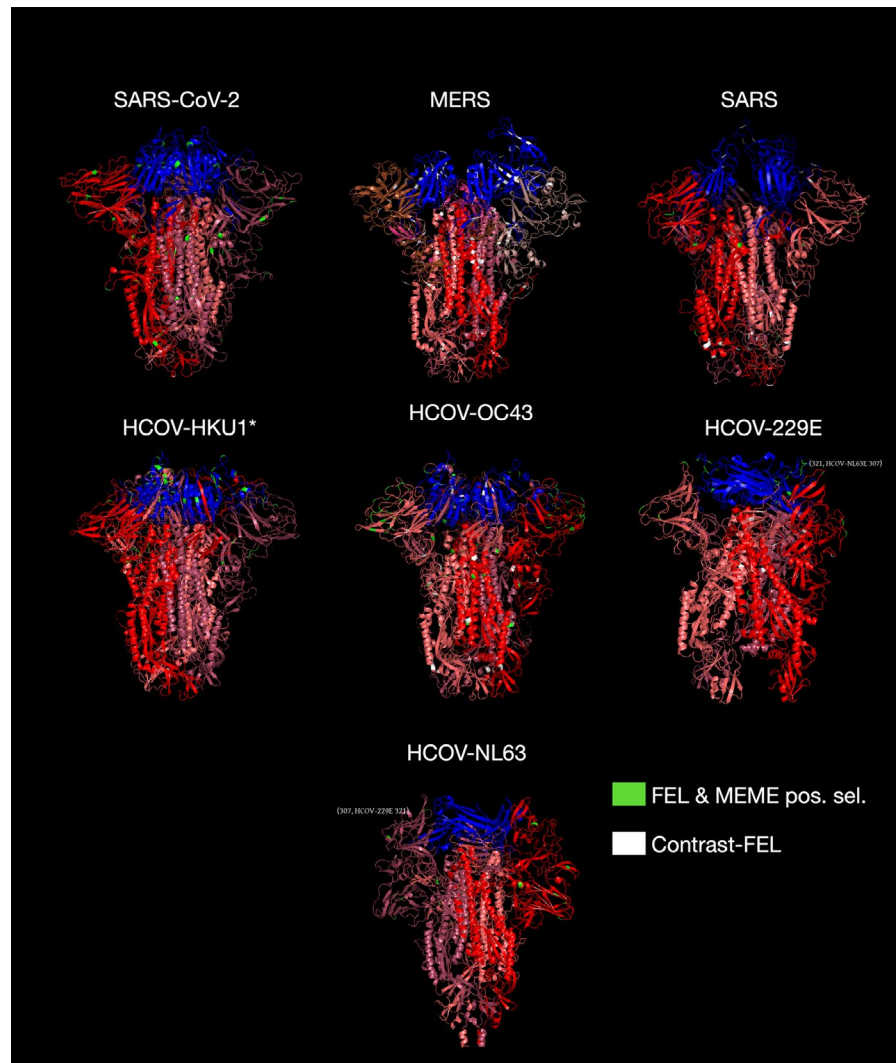 SARS-CoV-2
MERS
SARS
HCOV-HKU1*
HCOV-OC43
HCOV-229E
(321, HCOV-NL63E 307)
HCOV-NL63
(307, HCOV-229E 321)
FEL & MEME pos. sel.
Contrast-FEL